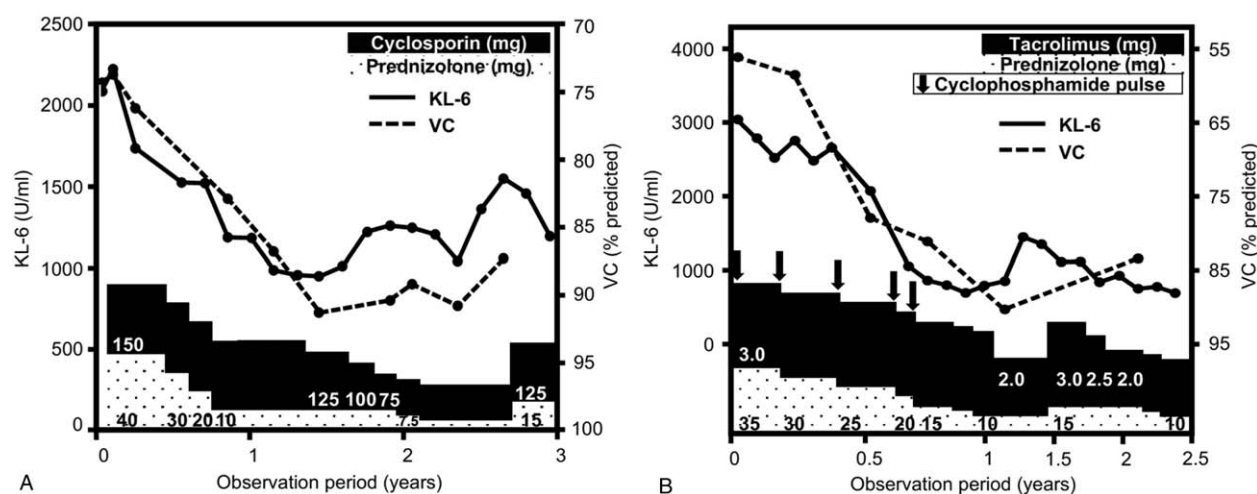 2500
2000
1500
1000
500
0
KL-6 (U/ml)
70
75
80
85
90
95
100
VC (% predicted)
Cyclosporin (mg)
Prednizolone (mg)
KL-6
VC
150
125 100 75
125
40 30 20 10 7.5 15
0 1 2 3
Observation period (years)
A
4000
3000
2000
1000
0
KL-6 (U/ml)
55
65
75
85
95
VC (% predicted)
Tacrolimus (mg)
Prednizolone (mg)
Cyclophosphamide pulse
KL-6
VC
3.0 2.0 3.0 2.5 2.0
35 30 25 20 15 10 15 10
0 0.5 1 1.5 2 2.5
Observation period (years)
B